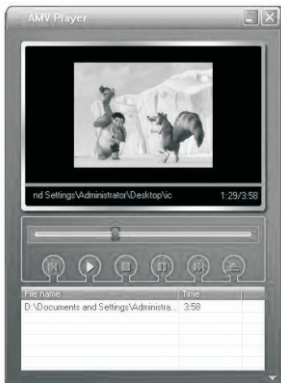 AMV Player
nd Settings\Administrator\Desktop\ic 1:29/3:58
File name Time
D:\Documents and Settings\Administra... 3:58